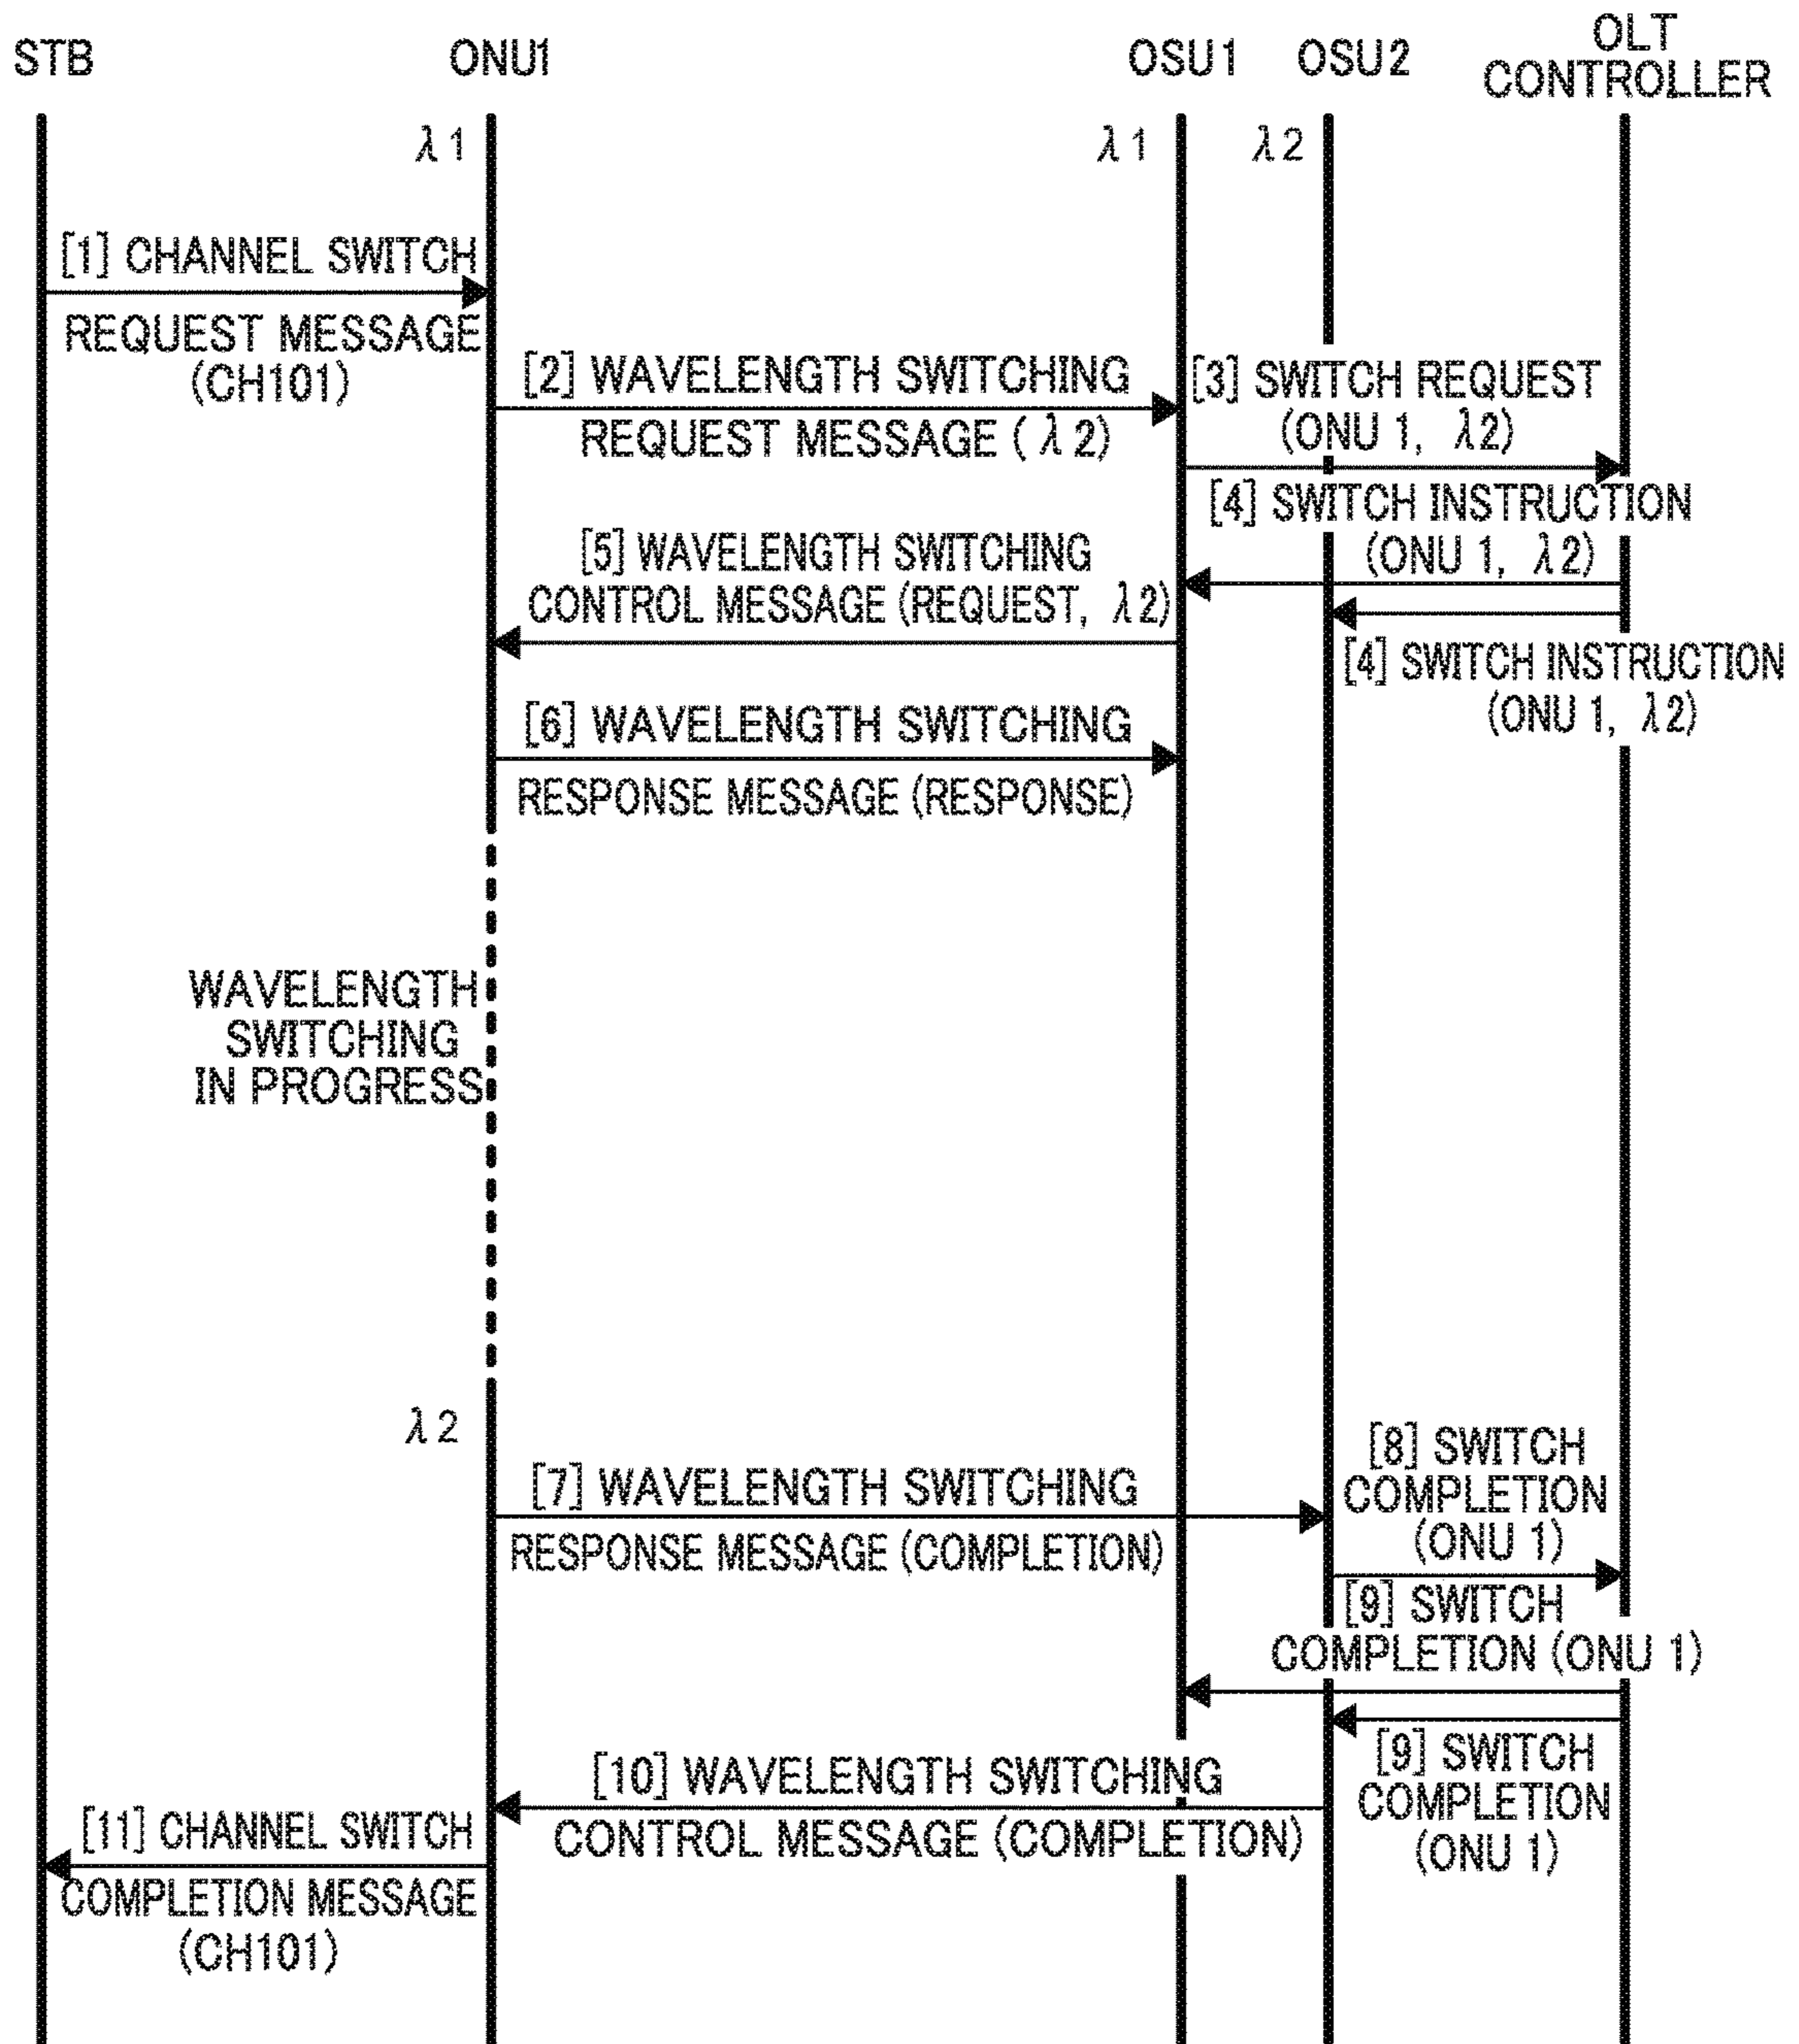 STB
ONU1
OSU1
OSU2
OLT
CONTROLLER
λ1
λ1
λ2
[1] CHANNEL SWITCH
REQUEST MESSAGE
(CH101)
[2] WAVELENGTH SWITCHING
REQUEST MESSAGE (λ2)
[3] SWITCH REQUEST
(ONU 1, λ2)
[4] SWITCH INSTRUCTION
(ONU 1, λ2)
[5] WAVELENGTH SWITCHING
CONTROL MESSAGE (REQUEST, λ2)
[4] SWITCH INSTRUCTION
(ONU 1, λ2)
[6] WAVELENGTH SWITCHING
RESPONSE MESSAGE (RESPONSE)
WAVELENGTH
SWITCHING
IN PROGRESS
λ2
[7] WAVELENGTH SWITCHING
RESPONSE MESSAGE (COMPLETION)
[8] SWITCH
COMPLETION
(ONU 1)
[9] SWITCH
COMPLETION (ONU 1)
[9] SWITCH
COMPLETION
(ONU 1)
[10] WAVELENGTH SWITCHING
CONTROL MESSAGE (COMPLETION)
[11] CHANNEL SWITCH
COMPLETION MESSAGE
(CH101)